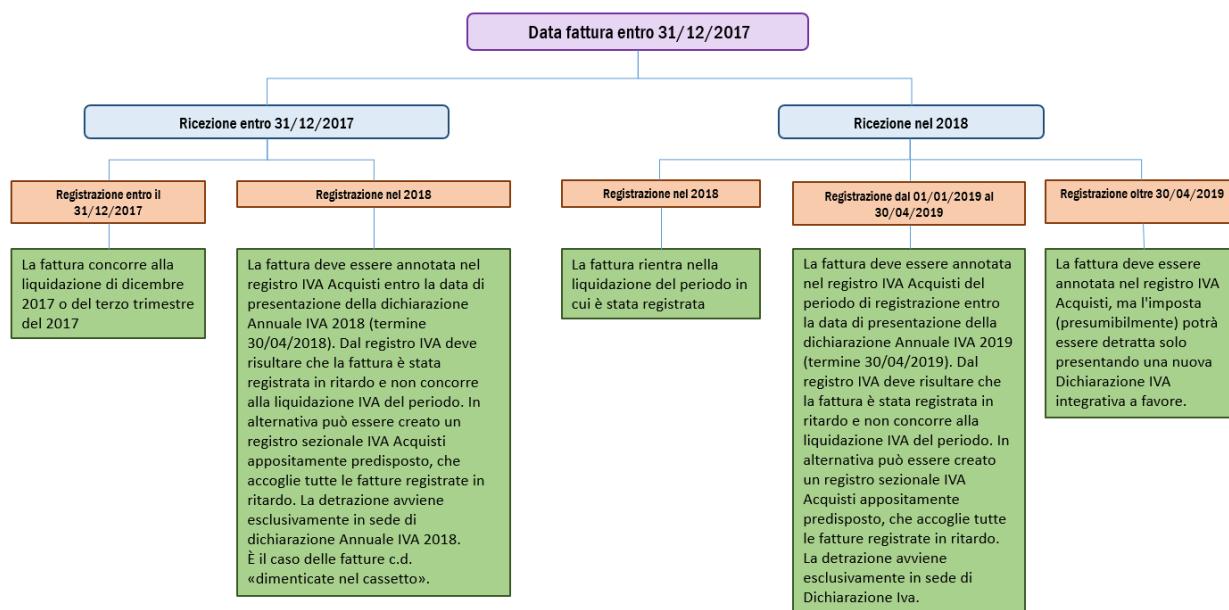 Data fattura entro 31/12/2017
Ricezione entro 31/12/2017
Ricezione nel 2018
Registrazione entro il
31/12/2017
Registrazione nel 2018
Registrazione nel 2018
Registrazione dal 01/01/2019 al
30/04/2019
Registrazione oltre 30/04/2019
La fattura concorre alla
liquidazione di dicembre
2017 o del terzo trimestre
del 2017
La fattura deve essere annotata nel
registro IVA Acquisti entro la data di
presentazione della dichiarazione
Annuale IVA 2018 (termine
30/04/2018). Dal registro IVA deve
risultare che la fattura è stata
registrata in ritardo e non concorre
alla liquidazione IVA del periodo. In
alternativa può essere creato un
registro sezionale IVA Acquisti
appositamente predisposto, che
accoglie tutte le fatture registrate in
ritardo. La detrazione avviene
esclusivamente in sede di
dichiarazione Annuale IVA 2018.
È il caso delle fatture c.d.
«dimenticate nel cassetto».
La fattura rientra nella
liquidazione del periodo in
cui è stata registrata
La fattura deve essere annotata
nel registro IVA Acquisti del
periodo di registrazione entro
la data di presentazione della
dichiarazione Annuale IVA 2019
(termine 30/04/2019). Dal
registro IVA deve risultare che
la fattura è stata registrata in
ritardo e non concorre alla
liquidazione IVA del periodo. In
alternativa può essere creato
un registro sezionale IVA
Acquisti appositamente
predisposto, che accoglie tutte
le fatture registrate in ritardo.
La detrazione avviene
esclusivamente in sede di
Dichiarazione Iva.
La fattura deve essere
annotata nel registro IVA
Acquisti, ma l'imposta
(presumibilmente) potrà
essere detratta solo
presentando una nuova
Dichiarazione IVA
integrativa a favore.